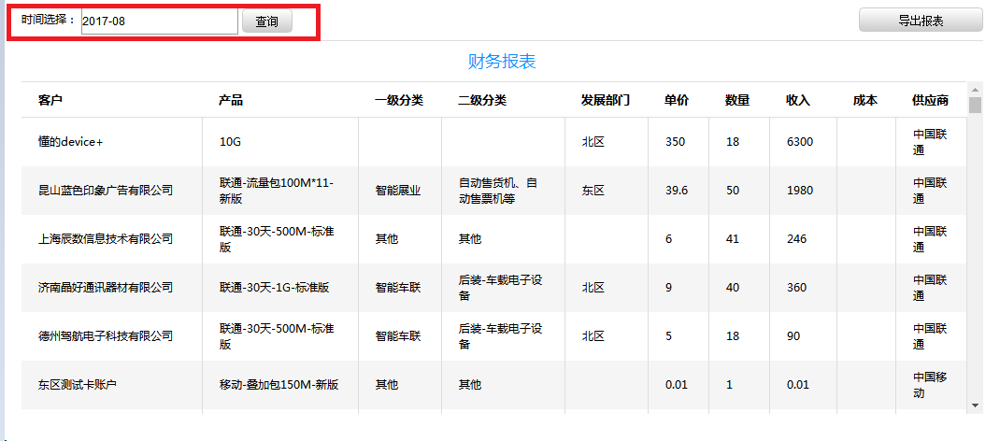 时间选择： 2017-08 查询 导出报表
财务报表
客户 产品 一级分类 二级分类 发展部门 单价 数量 收入 成本 供应商
懂的device+ 10G 北区 350 18 6300 中国联
通
昆山蓝色印象广告有限公司 联通-流量包100M*11- 智能展业 自动售货机、自 东区 39.6 50 1980 中国联
新版 动售票机等 通
上海辰数信息技术有限公司 联通-30天-500M-标准 其他 其他 6 41 246 中国联
版 通
济南晶好通讯器材有限公司 联通-30天-1G-标准版 智能车联 后装-车载电子设 北区 9 40 360 中国联
备 通
德州驾航电子科技有限公司 联通-30天-500M-标准 智能车联 后装-车载电子设 北区 5 18 90 中国联
版 备 通
东区测试卡账户 移动-叠加包150M-新版 其他 其他 0.01 1 0.01 中国移
动